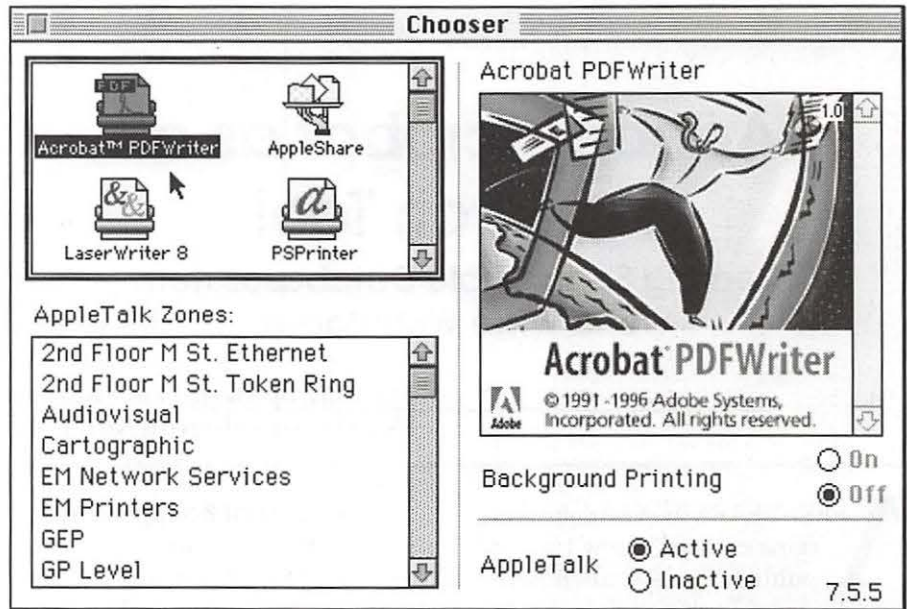 Chooser
PDF
Acrobat™ PDFWriter
AppleShare
&&
α
LaserWriter 8
PSPrinter
AppleTalk Zones:
2nd Floor M St. Ethernet
2nd Floor M St. Token Ring
Audiovisual
Cartographic
EM Network Services
EM Printers
GEP
GP Level
Acrobat PDFWriter
1.0
Acrobat PDFWriter
Adobe
© 1991-1996 Adobe Systems,
Incorporated. All rights reserved.
Background Printing
On
Off
AppleTalk
Active
Inactive
7.5.5